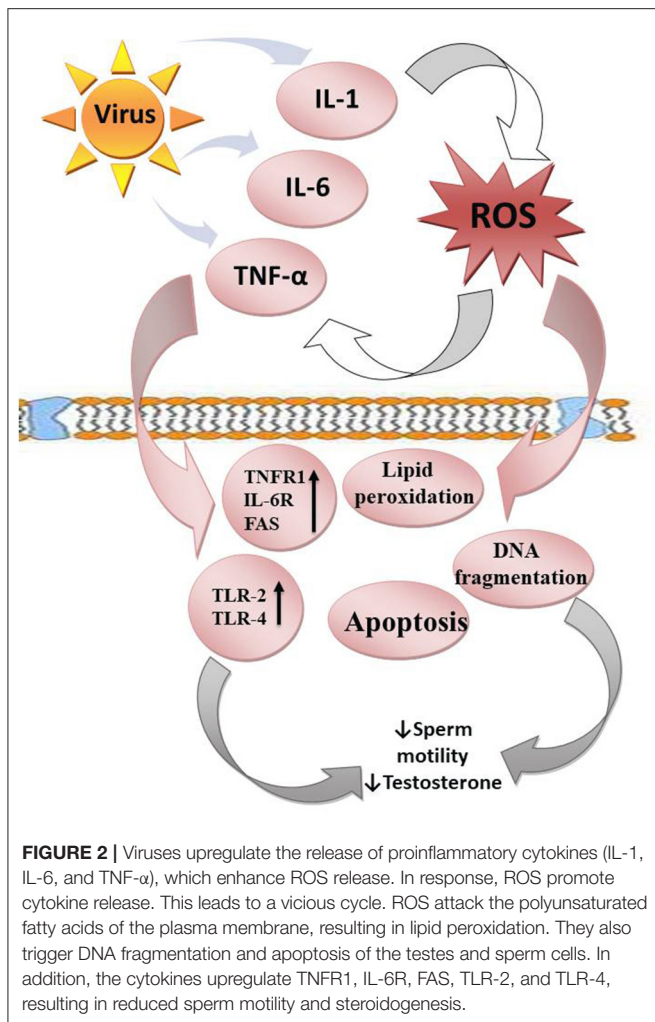 Virus
IL-1
IL-6
TNF-α
ROS
TNFR1
IL-6R
FAS
Lipid
peroxidation
DNA
fragmentation
TLR-2
TLR-4
Apoptosis
↓Sperm
motility
↓Testosterone
FIGURE 2 | Viruses upregulate the release of proinflammatory cytokines (IL-1,
IL-6, and TNF-α), which enhance ROS release. In response, ROS promote
cytokine release. This leads to a vicious cycle. ROS attack the polyunsaturated
fatty acids of the plasma membrane, resulting in lipid peroxidation. They also
trigger DNA fragmentation and apoptosis of the testes and sperm cells. In
addition, the cytokines upregulate TNFR1, IL-6R, FAS, TLR-2, and TLR-4,
resulting in reduced sperm motility and steroidogenesis.